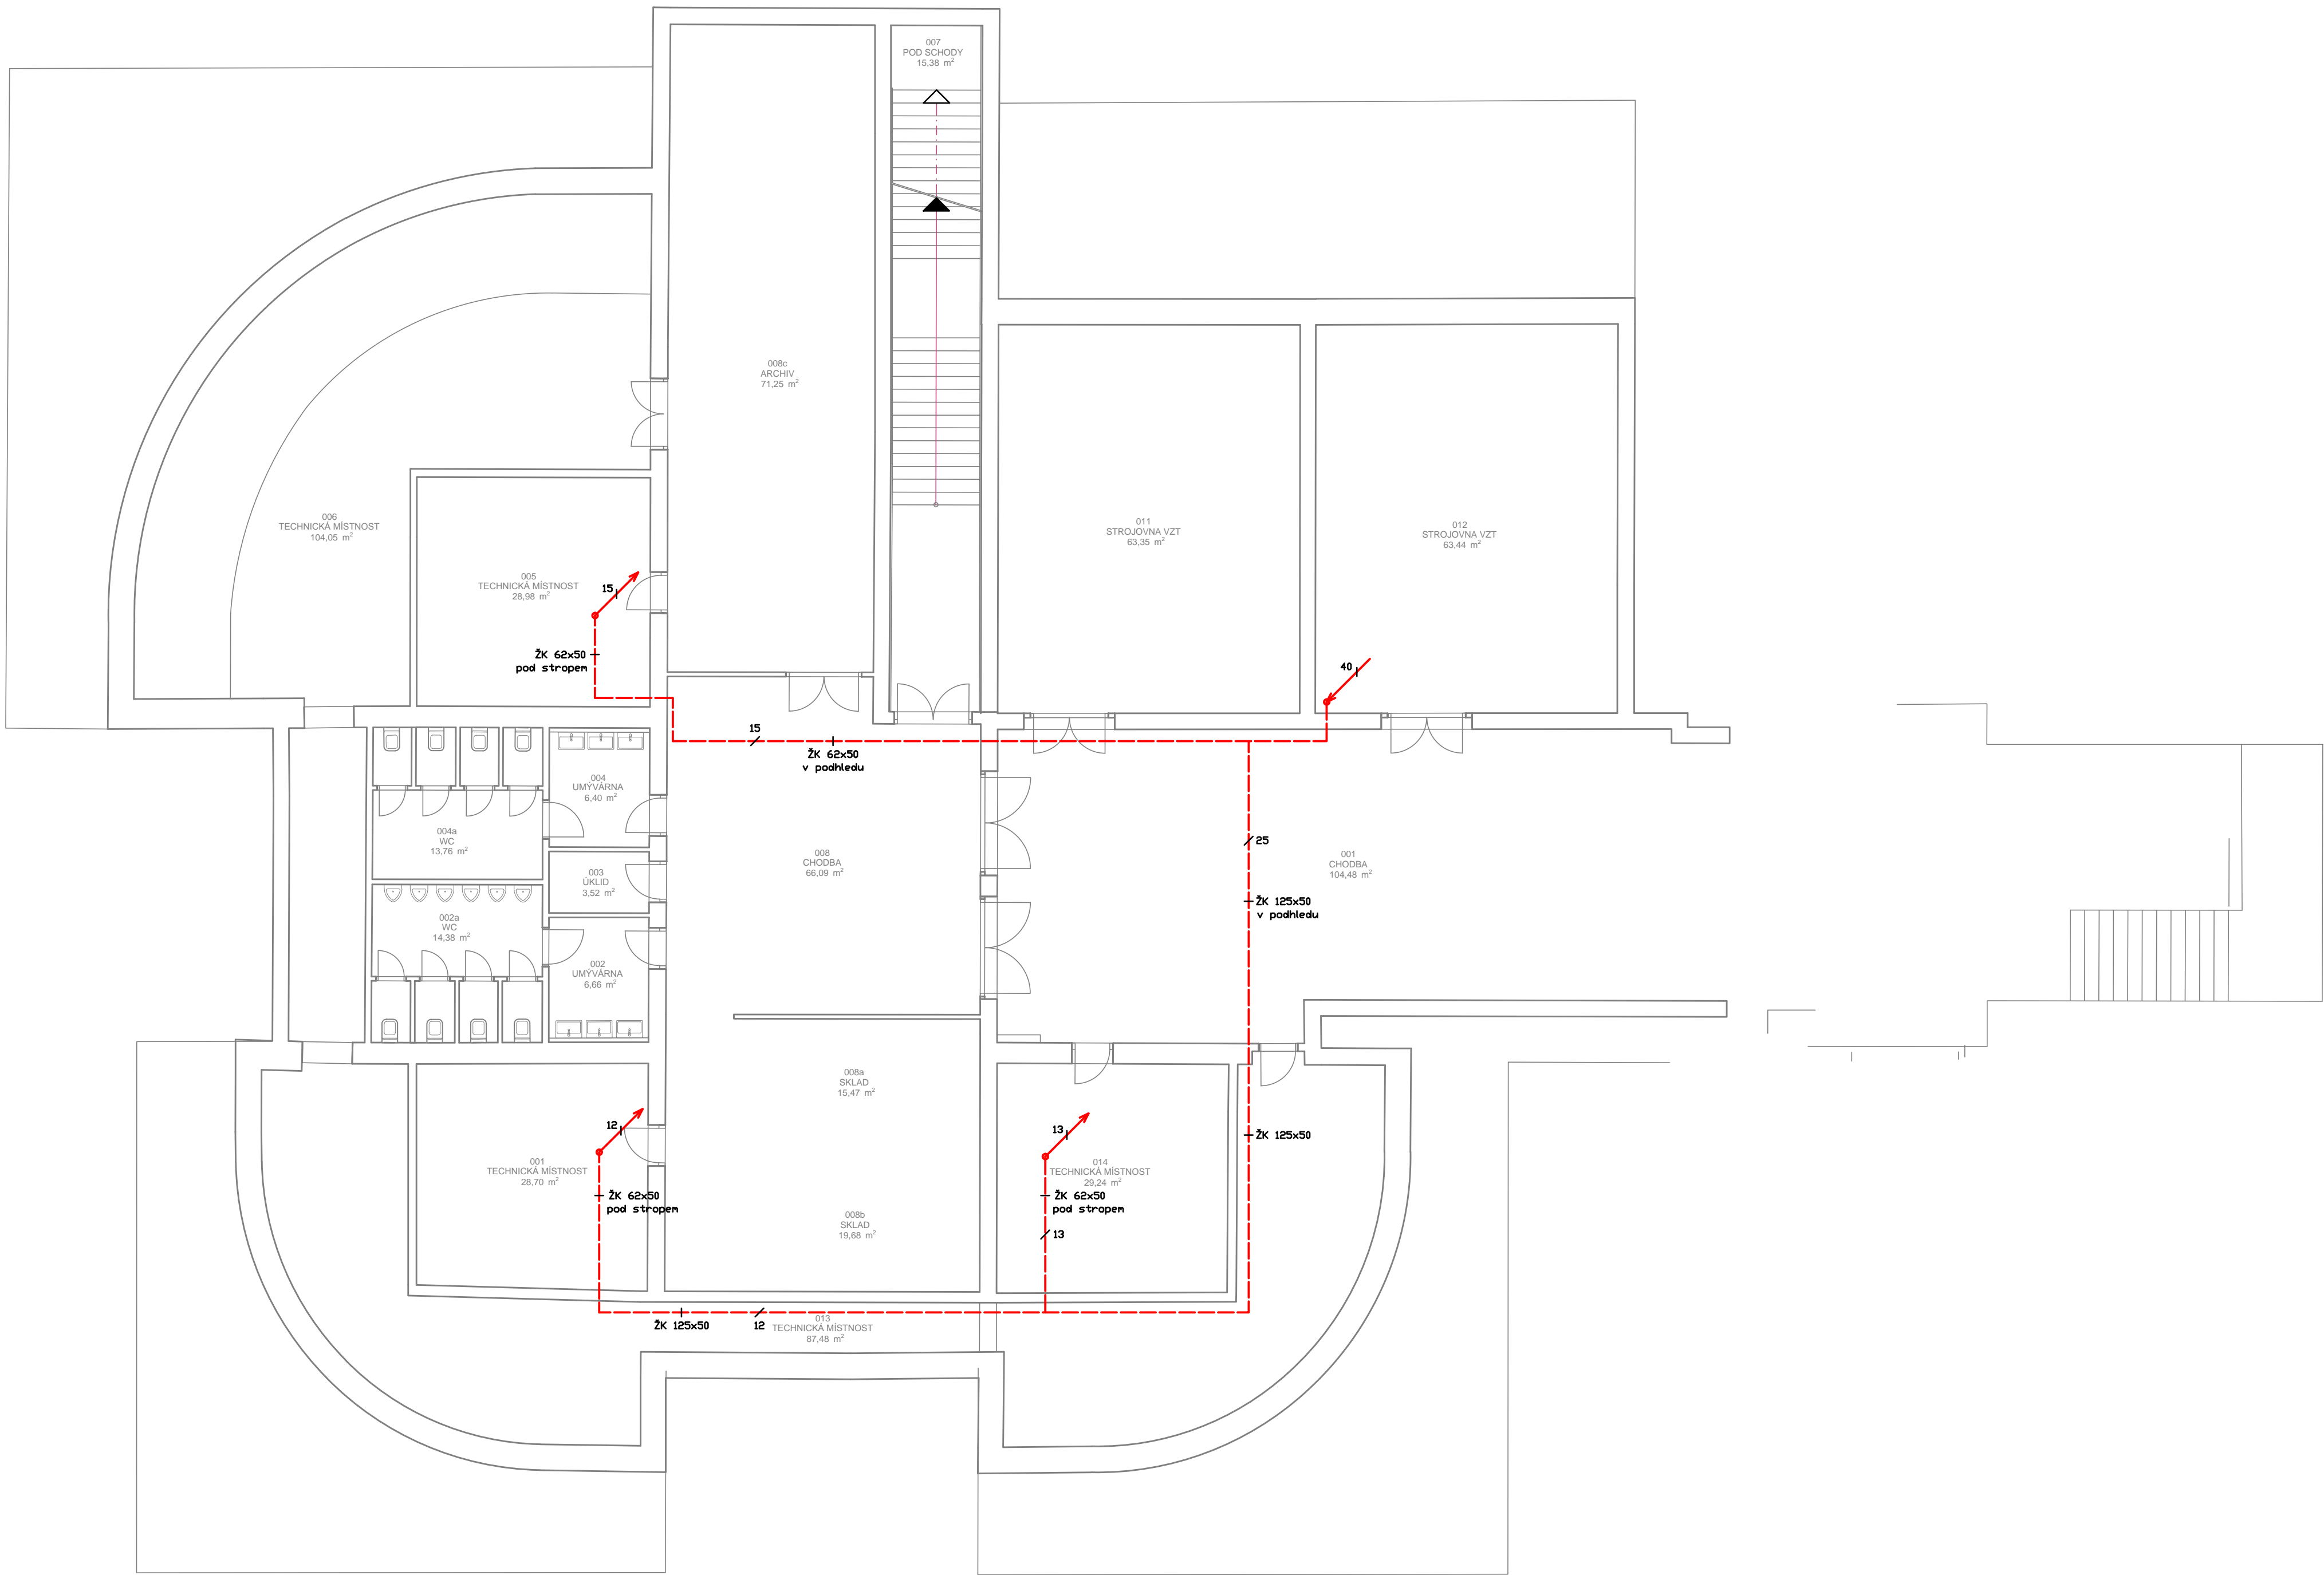 007
POD SCHODY
15,38 m²
008c
ARCHIV
71,25 m²
006
TECHNICKÁ MÍSTNOST
104,05 m²
011
STROJOVNA VZT
63,35 m²
012
STROJOVNA VZT
63,44 m²
005
TECHNICKÁ MÍSTNOST
28,98 m²
15
ŽK 62x50
pod stropem
40
15
ŽK 62x50
v podhledu
004
UMÝVÁRNA
6,40 m²
004a
WC
13,76 m²
008
CHODBA
66,09 m²
25
001
CHODBA
104,48 m²
003
ÚKLID
3,52 m²
ŽK 125x50
v podhledu
002a
WC
14,38 m²
002
UMÝVÁRNA
6,66 m²
008a
SKLAD
15,47 m²
12
13
ŽK 125x50
001
TECHNICKÁ MÍSTNOST
28,70 m²
014
TECHNICKÁ MÍSTNOST
29,24 m²
ŽK 62x50
pod stropem
ŽK 62x50
pod stropem
008b
SKLAD
19,68 m²
13
ŽK 125x50
12
013
TECHNICKÁ MÍSTNOST
87,48 m²